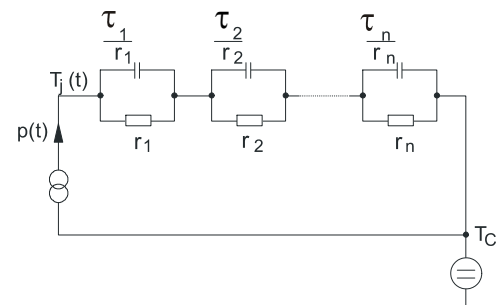 τ1 τ2 τn
r1 r2 rn
Tj(t)
p(t)
r1 r2 rn
TC